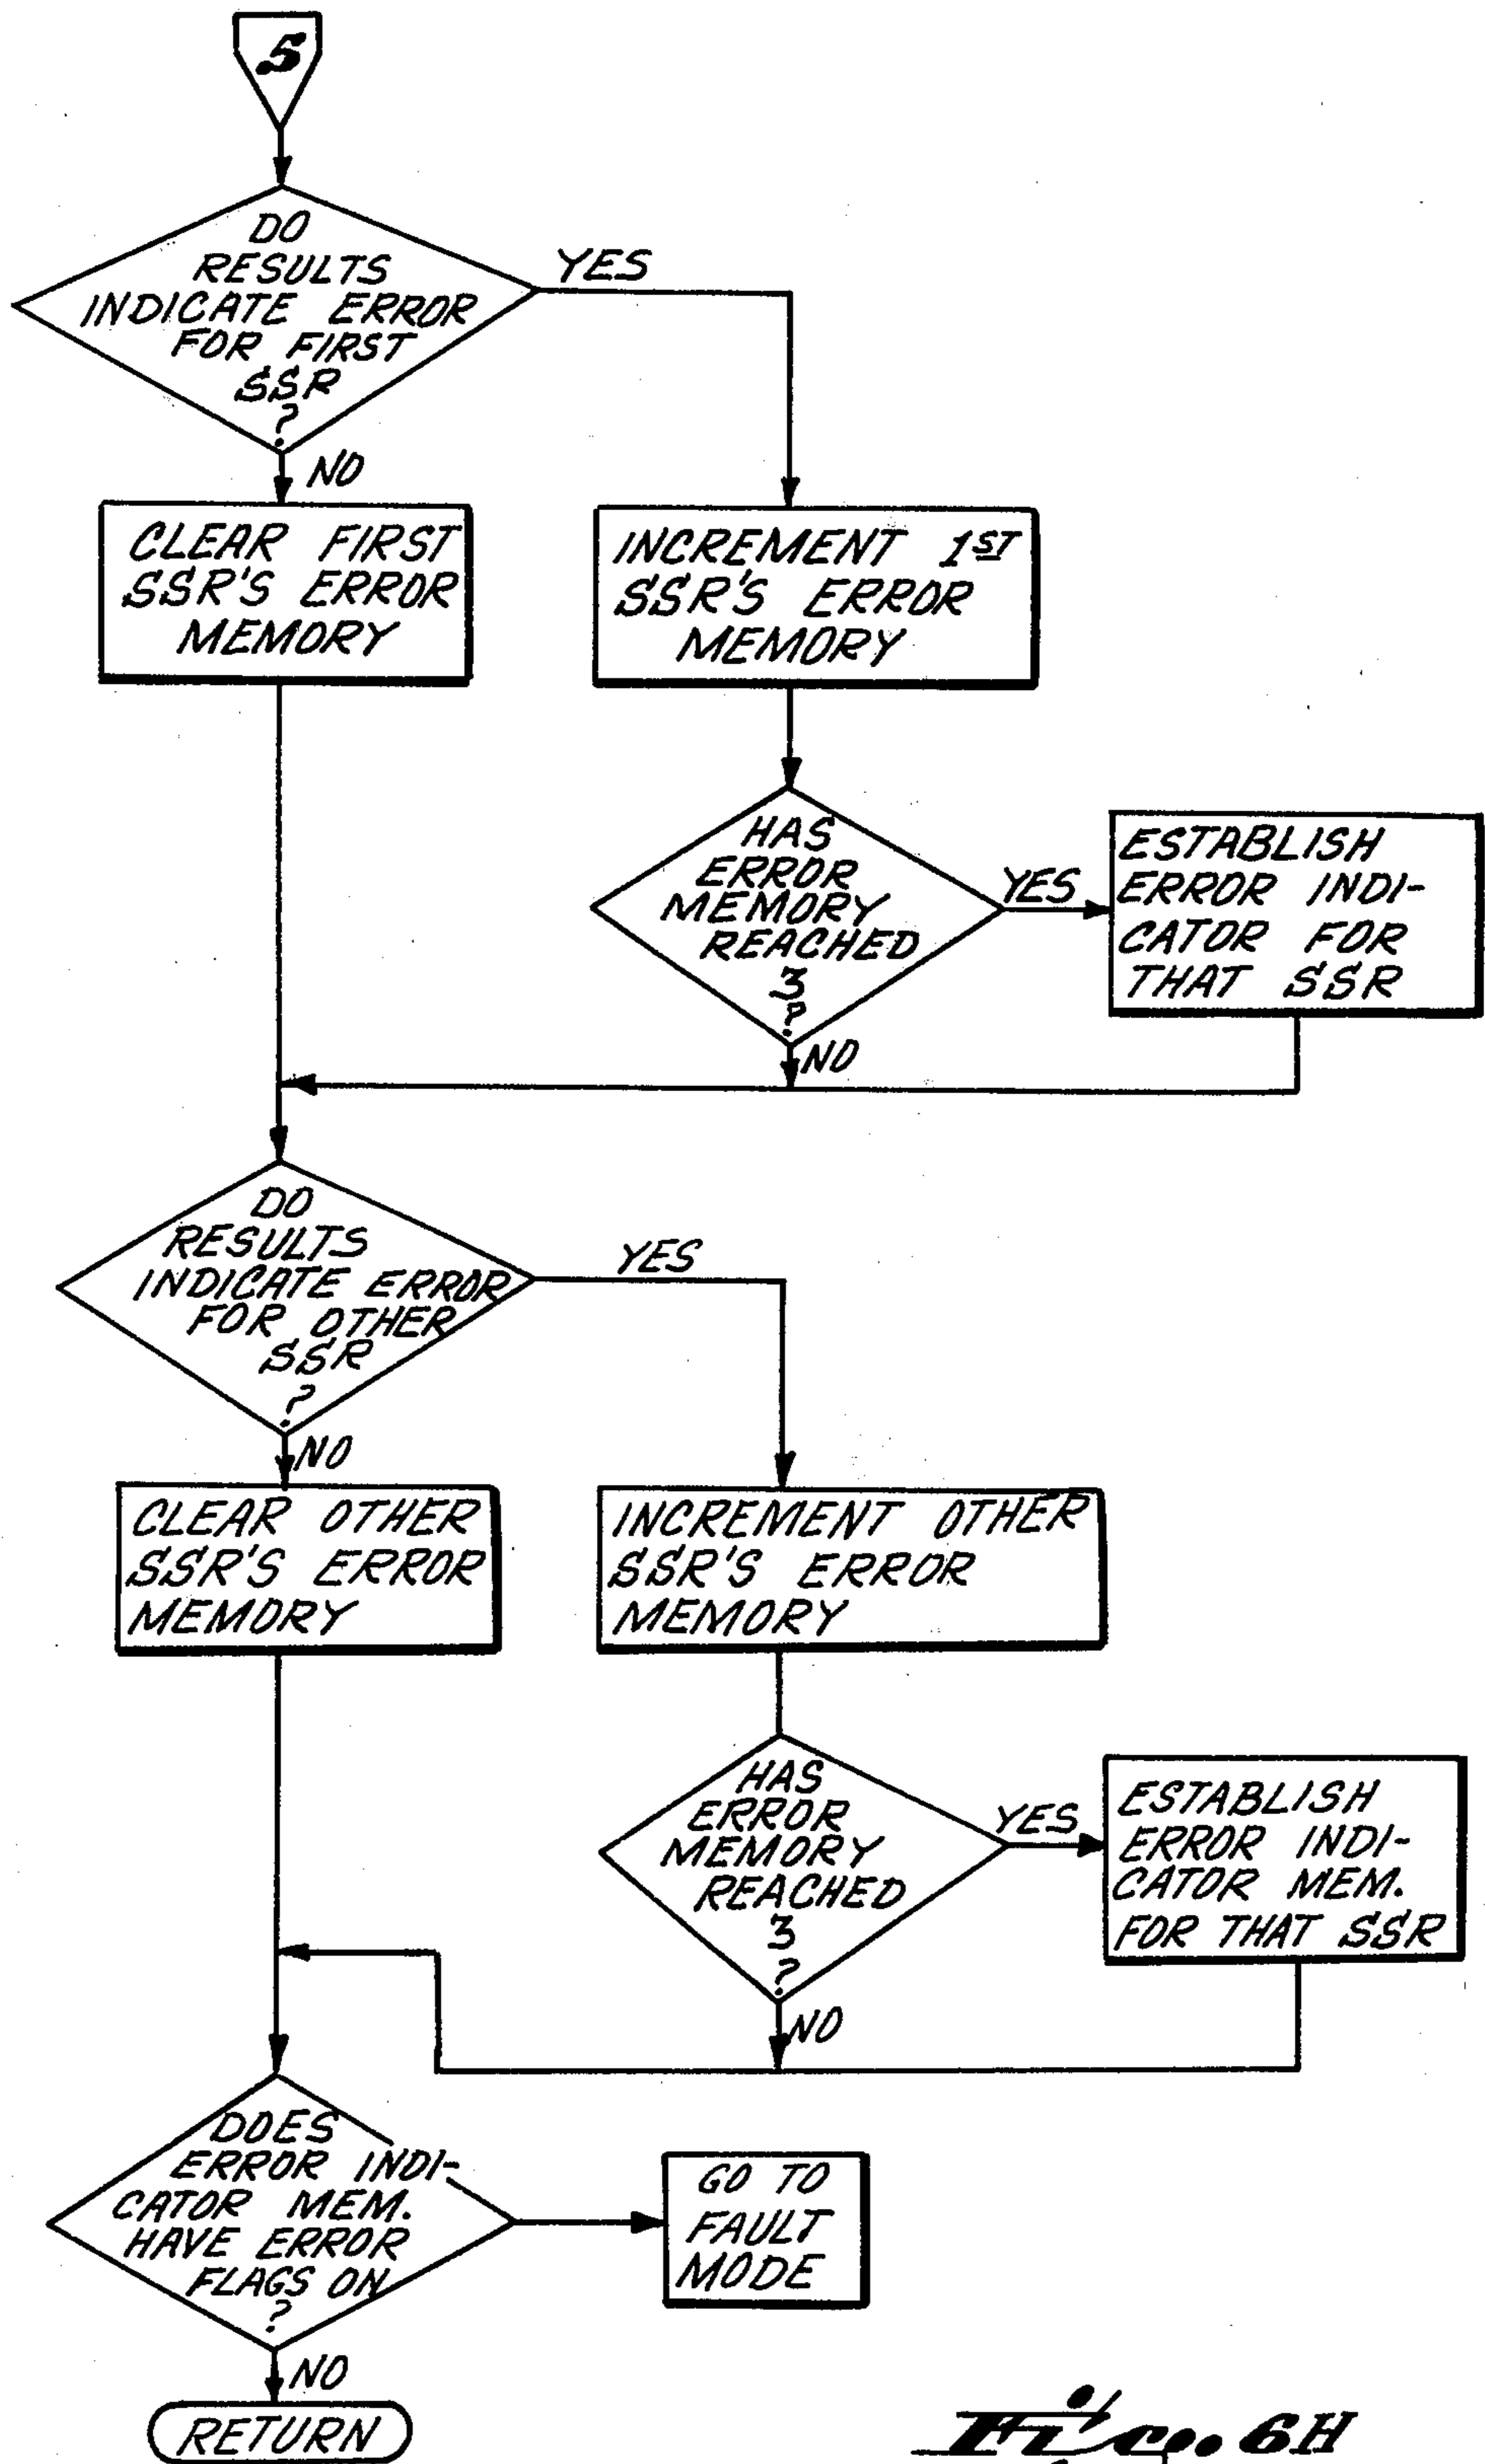 5
DO
RESULTS
INDICATE ERROR
FOR FIRST
SSR
?
YES
NO
CLEAR FIRST
SSR'S ERROR
MEMORY
INCREMENT 1ST
SSR'S ERROR
MEMORY
HAS
ERROR
MEMORY
REACHED
3
?
YES
NO
ESTABLISH
ERROR INDI-
CATOR FOR
THAT SSR
DO
RESULTS
INDICATE ERROR
FOR OTHER
SSR
?
YES
NO
CLEAR OTHER
SSR'S ERROR
MEMORY
INCREMENT OTHER
SSR'S ERROR
MEMORY
HAS
ERROR
MEMORY
REACHED
3
?
YES
NO
ESTABLISH
ERROR INDI-
CATOR MEM.
FOR THAT SSR
DOES
ERROR INDI-
CATOR MEM.
HAVE ERROR
FLAGS ON
?
GO TO
FAULT
MODE
NO
RETURN
Fig. 6H